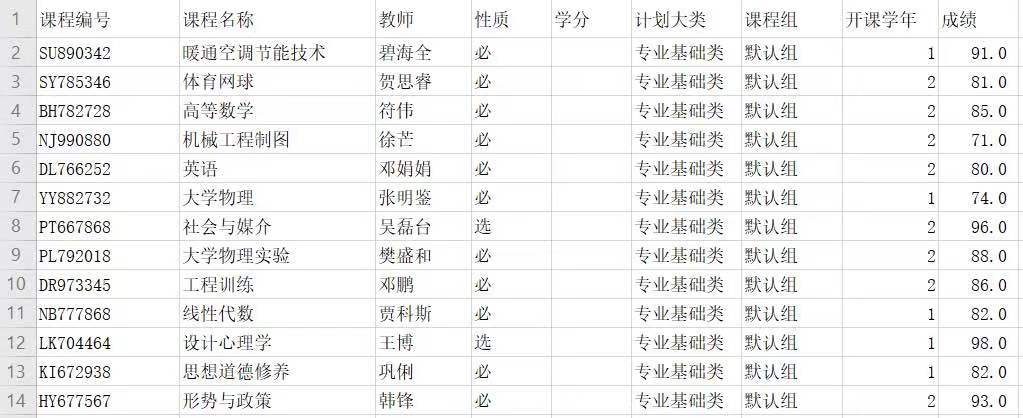 1 课程编号 课程名称 教师 性质 学分 计划大类 课程组 开课学年 成绩
2 SU890342 暖通空调节能技术 碧海全 必 专业基础类 默认组 1 91.0
3 SY785346 体育网球 贺思睿 必 专业基础类 默认组 2 81.0
4 BH782728 高等数学 符伟 必 专业基础类 默认组 2 85.0
5 NJ990880 机械工程制图 徐芒 必 专业基础类 默认组 2 71.0
6 DL766252 英语 邓娟娟 必 专业基础类 默认组 2 80.0
7 YY882732 大学物理 张明鉴 必 专业基础类 默认组 1 74.0
8 PT667868 社会与媒介 吴磊台 选 专业基础类 默认组 2 96.0
9 PL792018 大学物理实验 樊盛和 必 专业基础类 默认组 2 88.0
10 DR973345 工程训练 邓鹏 必 专业基础类 默认组 2 86.0
11 NB777868 线性代数 贾科斯 必 专业基础类 默认组 1 82.0
12 LK704464 设计心理学 王博 选 专业基础类 默认组 1 98.0
13 KI672938 思想道德修养 巩俐 必 专业基础类 默认组 1 82.0
14 HY677567 形势与政策 韩锋 必 专业基础类 默认组 2 93.0